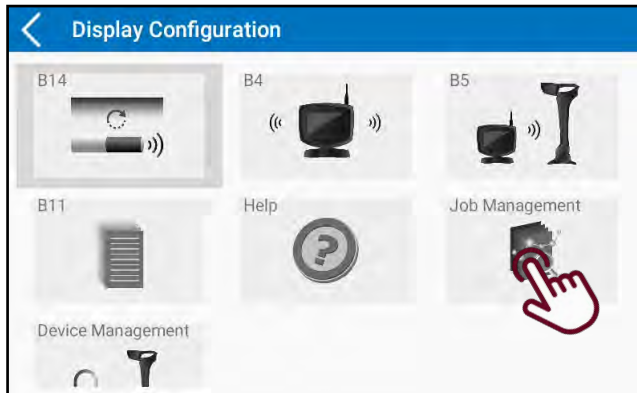 Display Configuration
B14
B4
B5
B11
Help
Job Management
Device Management